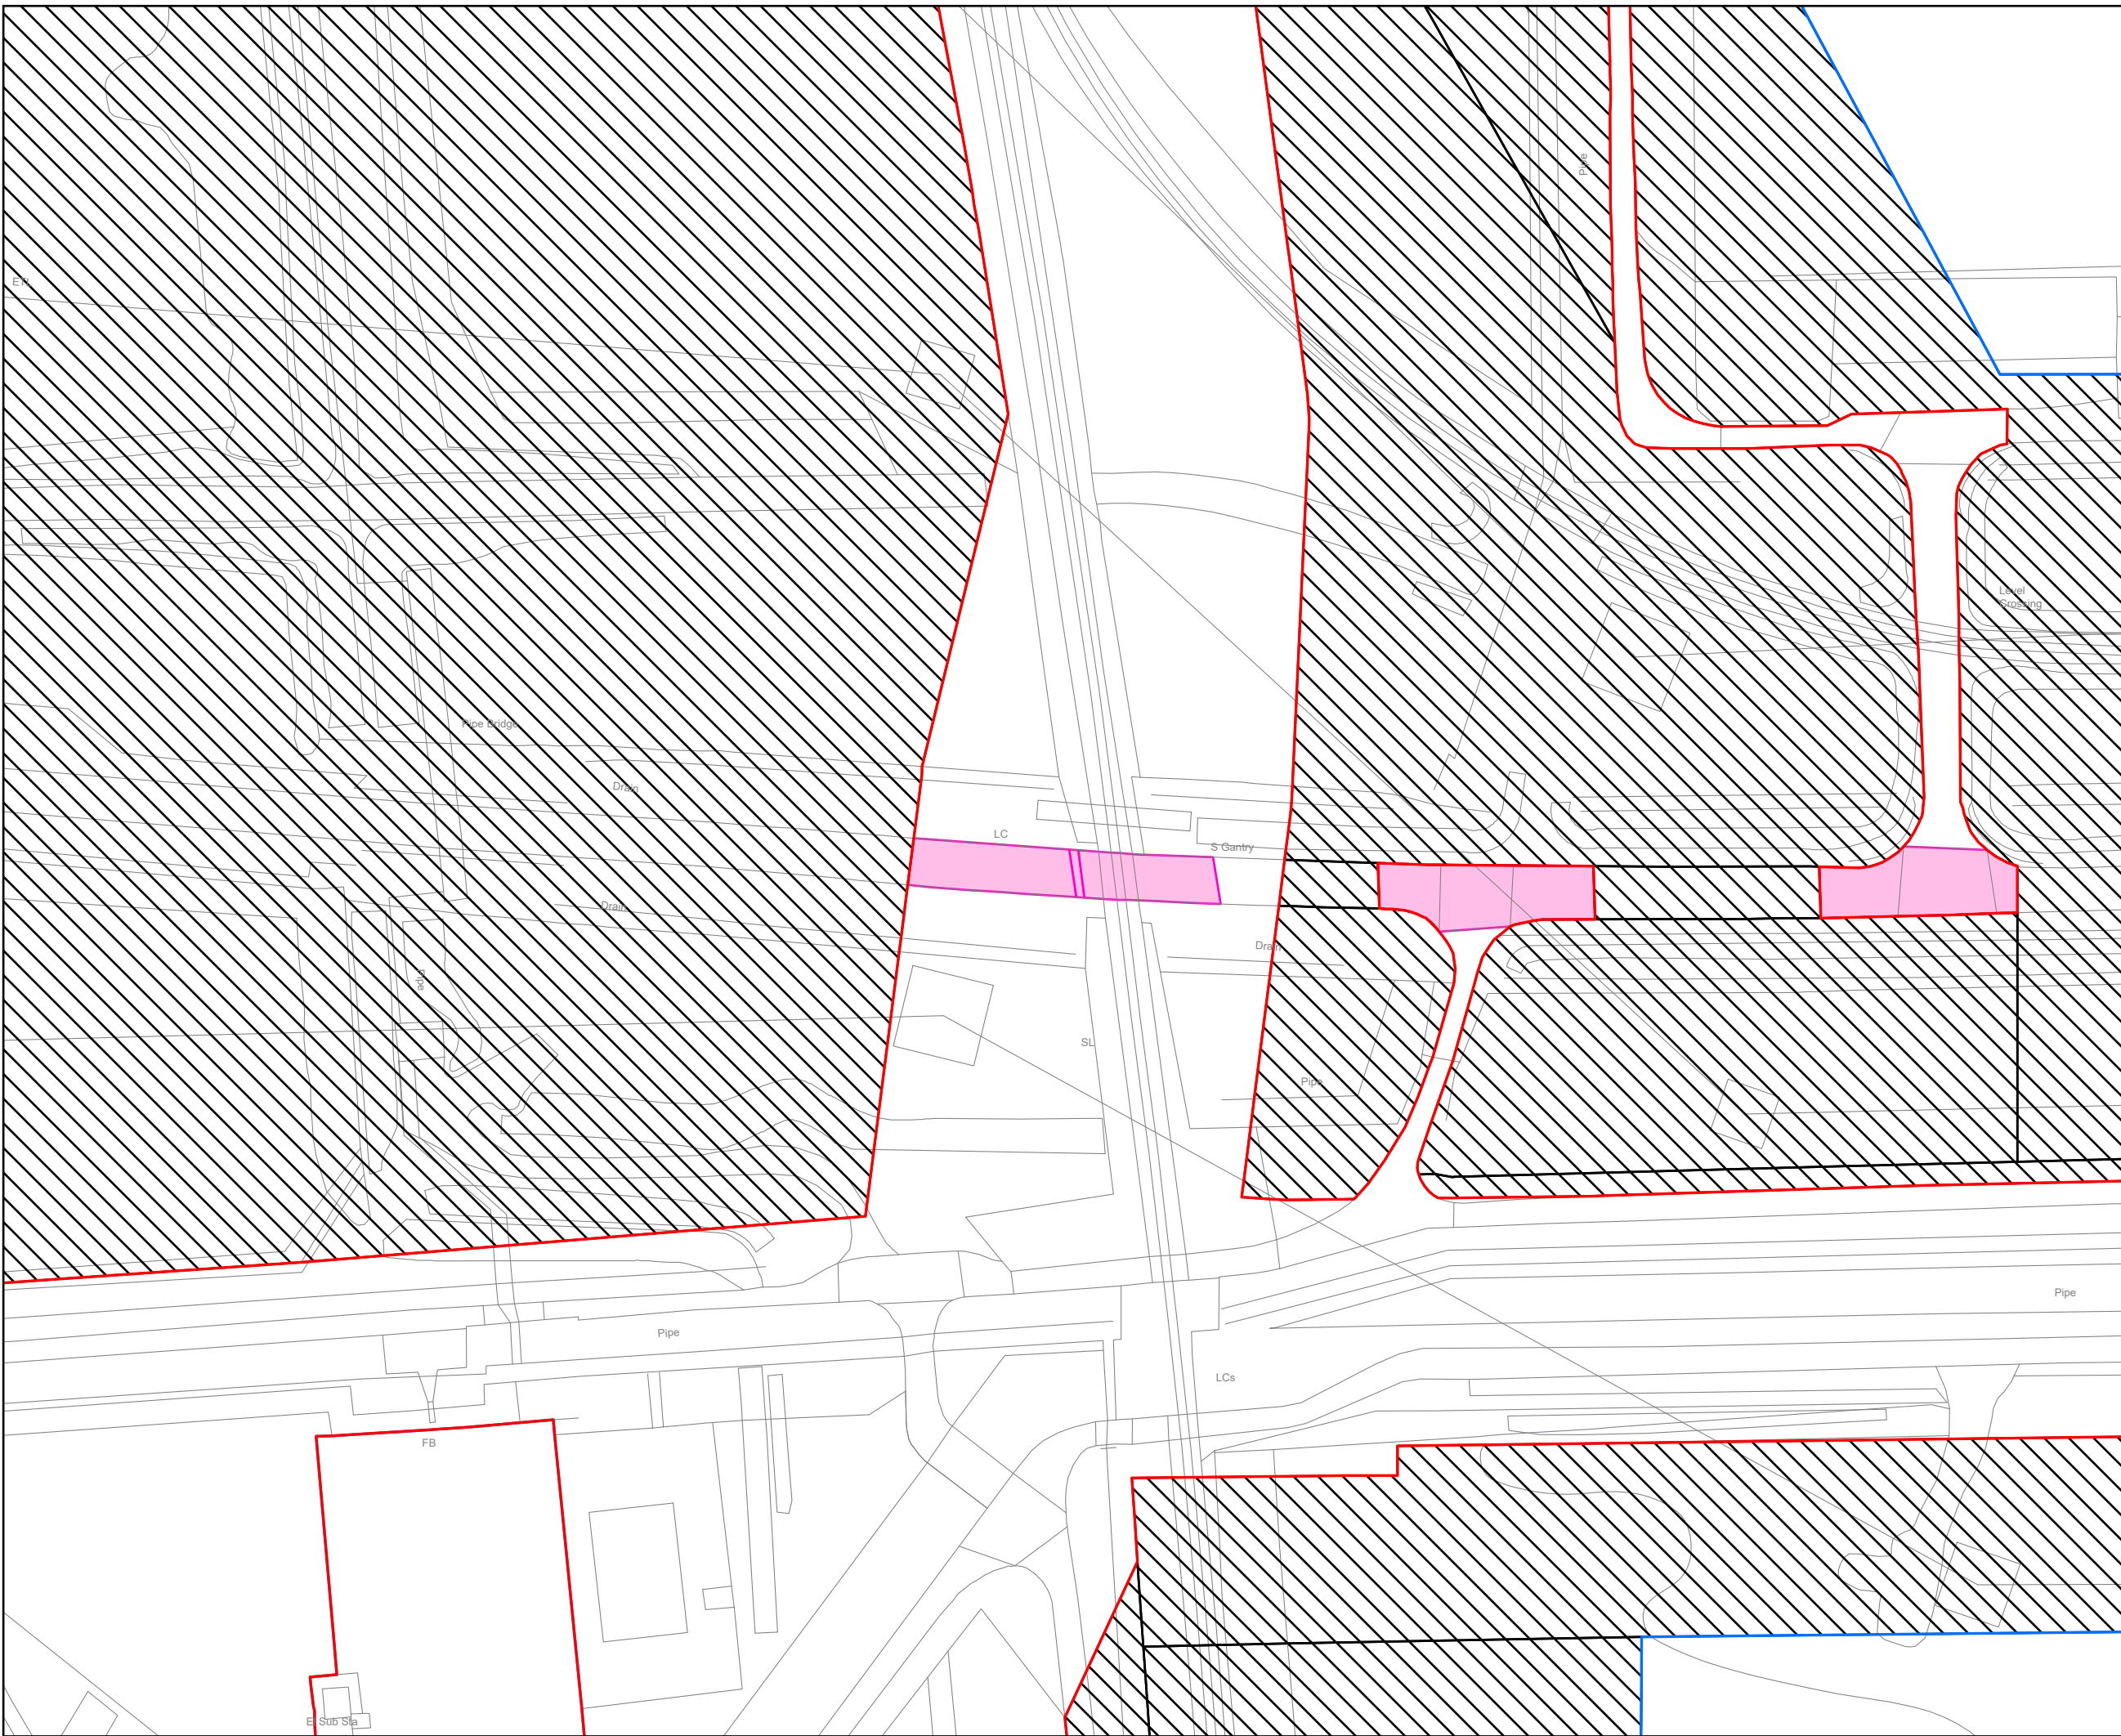 Pipe
ETL
Level
Crossing
Pipe Bridge
Drain
LC
S Gantry
Drain
Drain
Pipe
SL
Pipe
Pipe
Pipe
LCs
FB
El Sub Sta